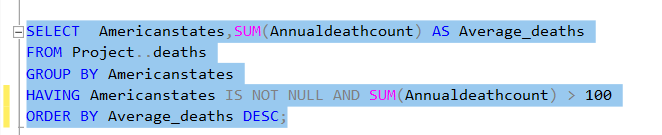 SELECT  Americanstates,SUM(Annualdeathcount) AS Average_deaths
FROM Project..deaths
GROUP BY Americanstates
HAVING Americanstates IS NOT NULL AND SUM(Annualdeathcount) > 100
ORDER BY Average_deaths DESC;